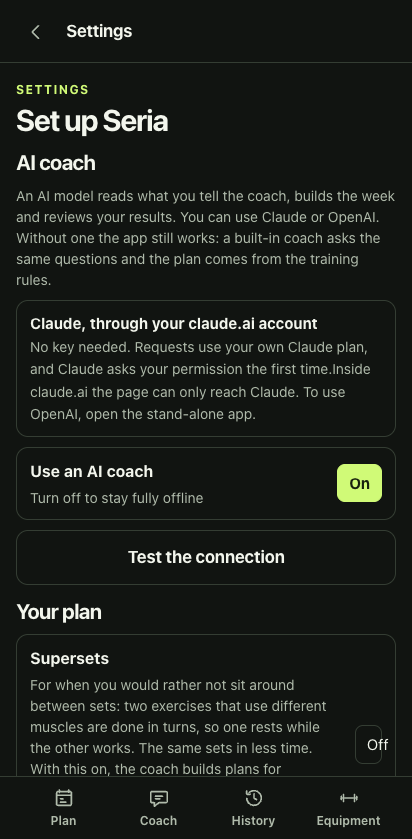 Settings
SETTINGS
Set up Seria
AI coach
An AI model reads what you tell the coach, builds the week
and reviews your results. You can use Claude or OpenAI.
Without one the app still works: a built-in coach asks the
same questions and the plan comes from the training
rules.
Claude, through your claude.ai account
No key needed. Requests use your own Claude plan,
and Claude asks your permission the first time.Inside
claude.ai the page can only reach Claude. To use
OpenAI, open the stand-alone app.
Use an AI coach
Turn off to stay fully offline
On
Test the connection
Your plan
Supersets
For when you would rather not sit around
between sets: two exercises that use different
muscles are done in turns, so one rests while
the other works. The same sets in less time.
With this on, the coach builds plans for
Off
Plan
Coach
History
Equipment